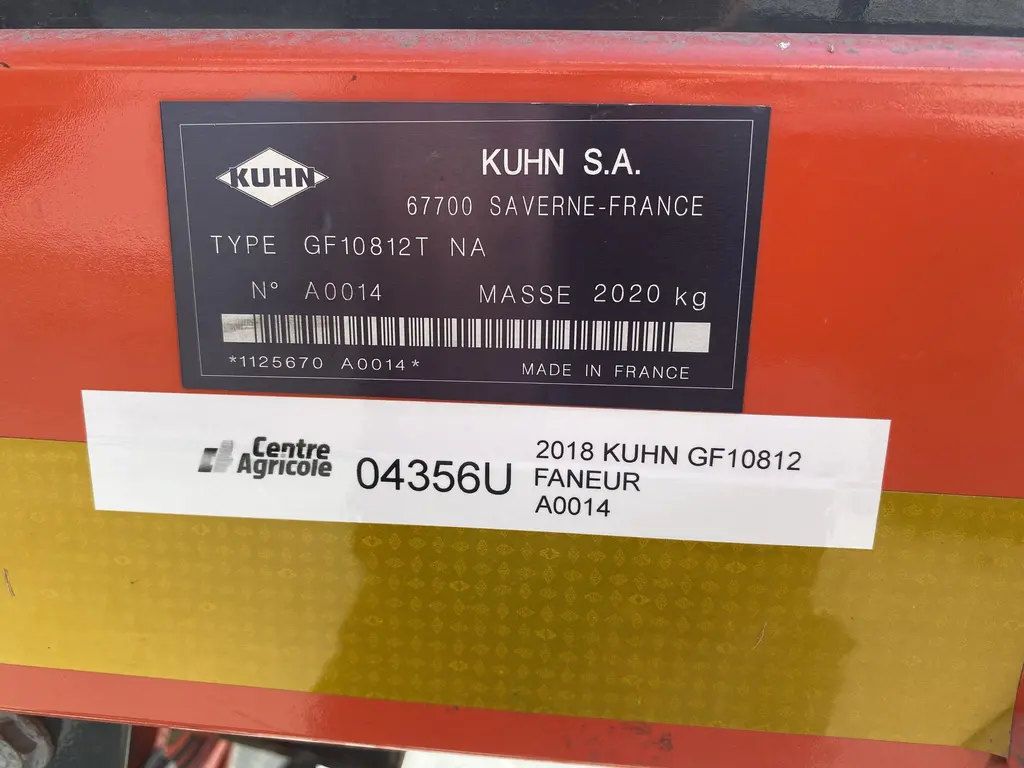 KUHN
KUHN S.A.
67700 SAVERNE-FRANCE
TYPE GF10812T NA
N° A0014 MASSE 2020 kg
*1125670 A0014*
MADE IN FRANCE
Centre
Agricole
04356U
2018 KUHN GF10812
FANEUR
A0014